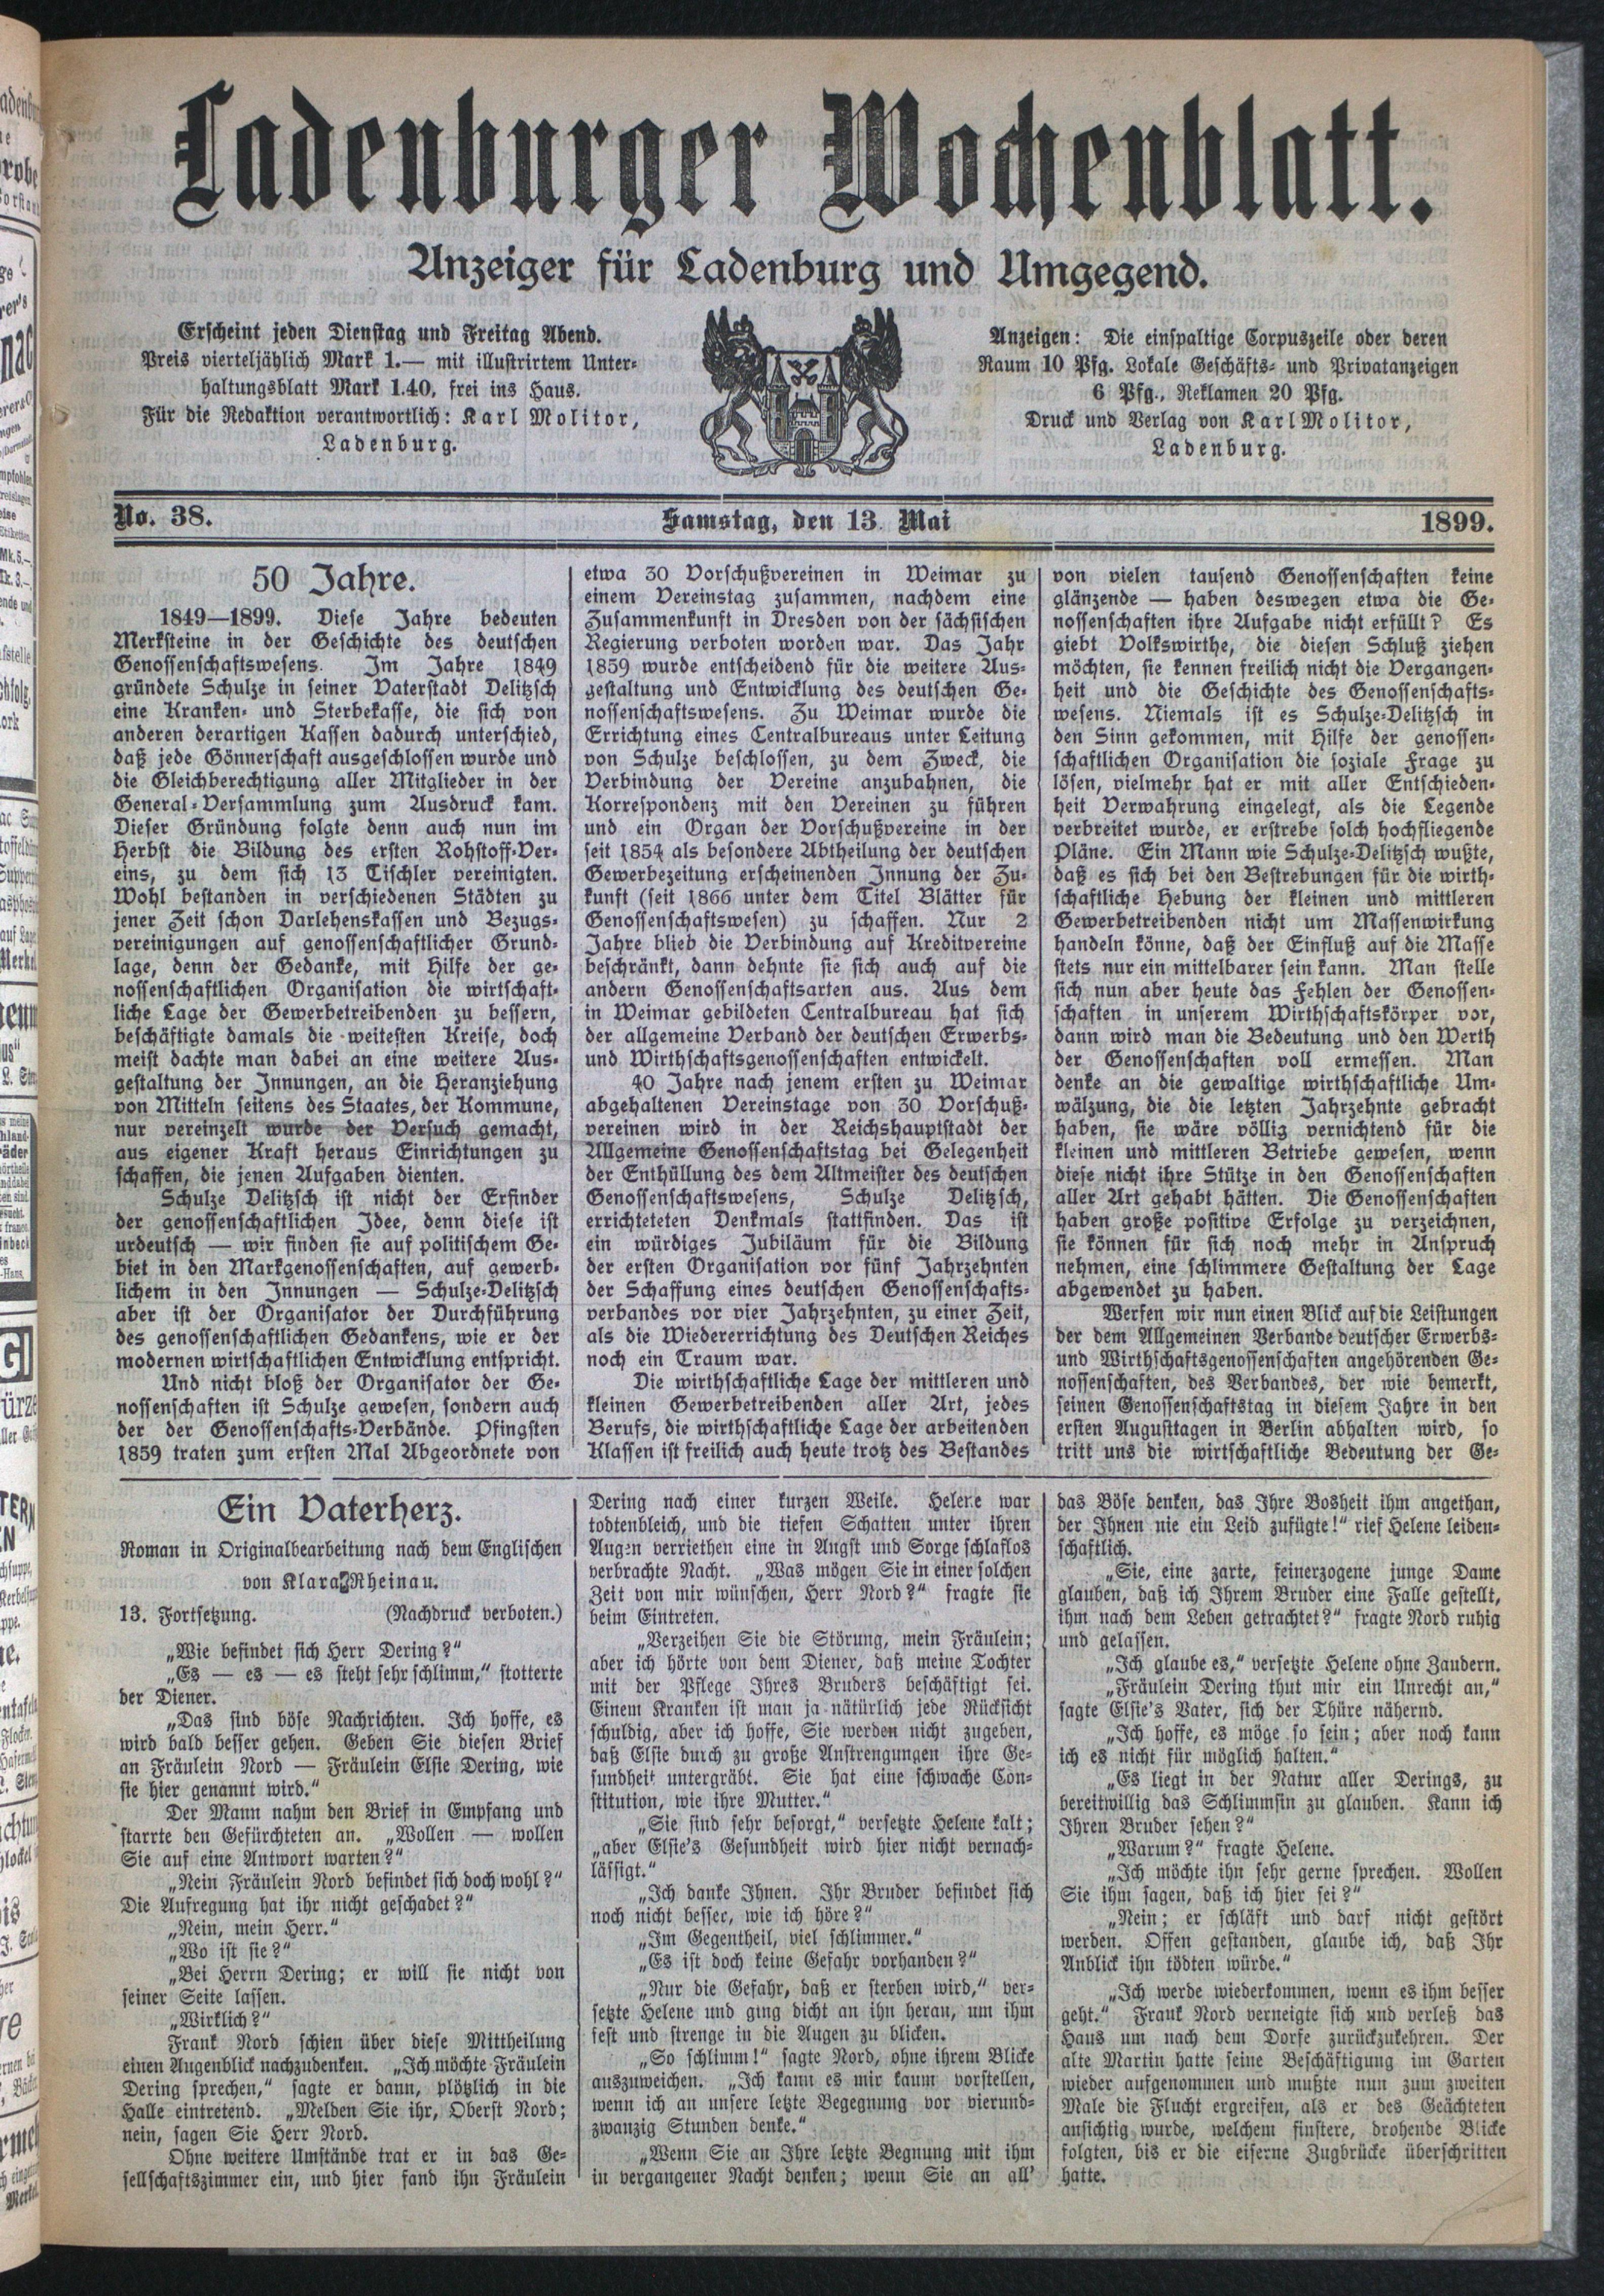 Ladenburger Wochenblatt.
Anzeiger für Ladenburg und Umgegend.
Erscheint jeden Dienstag und Freitag Abend.
Preis vierteljählich Mark 1.— mit illustrirtem Unter-
haltungsblatt Mark 1.40, frei ins Haus.
Für die Redaktion verantwortlich: Karl Molitor,
Ladenburg.
Anzeigen: Die einspaltige Corpuszeile oder deren
Raum 10 Pfg. Lokale Geschäfts- und Privatanzeigen
6 Pfg., Reklamen 20 Pfg.
Druck und Verlag von Karl Molitor,
Ladenburg.
No. 38.
Samstag, den 13. Mai
1899.
50 Jahre.
1849—1899. Diese Jahre bedeuten
Merksteine in der Geschichte des deutschen
Genossenschaftswesens. Im Jahre 1849
gründete Schulze in seiner Vaterstadt Delitzsch
eine Kranken- und Sterbekasse, die sich von
anderen derartigen Kassen dadurch unterschied,
daß jede Gönnerschaft ausgeschlossen wurde und
die Gleichberechtigung aller Mitglieder in der
General-Versammlung zum Ausdruck kam.
Dieser Gründung folgte denn auch nun im
Herbst die Bildung des ersten Rohstoff-Ver-
eins, zu dem sich 13 Tischler vereinigten.
Wohl bestanden in verschiedenen Städten zu
jener Zeit schon Darlehenskassen und Bezugs-
vereinigungen auf genossenschaftlicher Grund-
lage, denn der Gedanke, mit Hilfe der ge-
nossenschaftlichen Organisation die wirtschaft-
liche Lage der Gewerbetreibenden zu bessern,
beschäftigte damals die weitesten Kreise, doch
meist dachte man dabei an eine weitere Aus-
gestaltung der Innungen, an die Heranziehung
von Mitteln seitens des Staates, der Kommune,
nur vereinzelt wurde der Versuch gemacht,
aus eigener Kraft heraus Einrichtungen zu
schaffen, die jenen Aufgaben dienten.
Schulze Delitzsch ist nicht der Erfinder
der genossenschaftlichen Idee, denn diese ist
urdeutsch — wir finden sie auf politischem Ge-
biet in den Markgenossenschaften, auf gewerb-
lichem in den Innungen — Schulze-Delitzsch
aber ist der Organisator der Durchführung
des genossenschaftlichen Gedankens, wie er der
modernen wirtschaftlichen Entwicklung entspricht.
Und nicht bloß der Organisator der Ge-
nossenschaften ist Schulze gewesen, sondern auch
der der Genossenschafts-Verbände. Pfingsten
1859 traten zum ersten Mal Abgeordnete von
etwa 30 Vorschußvereinen in Weimar zu
einem Vereinstag zusammen, nachdem eine
Zusammenkunft in Dresden von der sächsischen
Regierung verboten worden war. Das Jahr
1859 wurde entscheidend für die weitere Aus-
gestaltung und Entwicklung des deutschen Ge-
nossenschaftswesens. Zu Weimar wurde die
Errichtung eines Centralbureaus unter Leitung
von Schulze beschlossen, zu dem Zweck, die
Verbindung der Vereine anzubahnen, die
Korrespondenz mit den Vereinen zu führen
und ein Organ der Vorschußvereine in der
seit 1854 als besondere Abtheilung der deutschen
Gewerbezeitung erscheinenden Innung der Zu-
kunft (seit 1866 unter dem Titel Blätter für
Genossenschaftswesen) zu schaffen. Nur 2
Jahre blieb die Verbindung auf Kreditvereine
beschränkt, dann dehnte sie sich auch auf die
andern Genossenschaftsarten aus. Aus dem
in Weimar gebildeten Centralbureau hat sich
der allgemeine Verband der deutschen Erwerbs-
und Wirthschaftsgenossenschaften entwickelt.
40 Jahre nach jenem ersten zu Weimar
abgehaltenen Vereinstage von 30 Vorschuß-
vereinen wird in der Reichshauptstadt der
Allgemeine Genossenschaftstag bei Gelegenheit
der Enthüllung des dem Altmeister des deutschen
Genossenschaftswesens, Schulze Delitzsch,
errichteteten Denkmals stattfinden. Das ist
ein würdiges Jubiläum für die Bildung
der ersten Organisation vor fünf Jahrzehnten
der Schaffung eines deutschen Genossenschafts-
verbandes vor vier Jahrzehnten, zu einer Zeit,
als die Wiedererrichtung des Deutschen Reiches
noch ein Traum war.
Die wirthschaftliche Lage der mittleren und
kleinen Gewerbetreibenden aller Art, jedes
Berufs, die wirthschaftliche Lage der arbeitenden
Klassen ist freilich auch heute trotz des Bestandes
von vielen tausend Genossenschaften keine
glänzende — haben deswegen etwa die Ge-
nossenschaften ihre Aufgabe nicht erfüllt? Es
giebt Volkswirthe, die diesen Schluß ziehen
möchten, sie kennen freilich nicht die Vergangen-
heit und die Geschichte des Genossenschafts-
wesens. Niemals ist es Schulze-Delitzsch in
den Sinn gekommen, mit Hilfe der genossen-
schaftlichen Organisation die soziale Frage zu
lösen, vielmehr hat er mit aller Entschieden-
heit Verwahrung eingelegt, als die Legende
verbreitet wurde, er erstrebe solch hochfliegende
Pläne. Ein Mann wie Schulze-Delitzsch wußte,
daß es sich bei den Bestrebungen für die wirth-
schaftliche Hebung der kleinen und mittleren
Gewerbetreibenden nicht um Massenwirkung
handeln könne, daß der Einfluß auf die Masse
stets nur ein mittelbarer sein kann. Man stelle
sich nun aber heute das Fehlen der Genossen-
schaften in unserem Wirthschaftskörper vor,
dann wird man die Bedeutung und den Werth
der Genossenschaften voll ermessen. Man
denke an die gewaltige wirthschaftliche Um-
wälzung, die die letzten Jahrzehnte gebracht
haben, sie wäre völlig vernichtend für die
kleinen und mittleren Betriebe gewesen, wenn
diese nicht ihre Stütze in den Genossenschaften
aller Art gehabt hätten. Die Genossenschaften
haben große positive Erfolge zu verzeichnen,
sie können für sich noch mehr in Anspruch
nehmen, eine schlimmere Gestaltung der Lage
abgewendet zu haben.
Werfen wir nun einen Blick auf die Leistungen
der dem Allgemeinen Verbande deutscher Erwerbs-
und Wirthschaftsgenossenschaften angehörenden Ge-
nossenschaften, des Verbandes, der wie bemerkt,
seinen Genossenschaftstag in diesem Jahre in den
ersten Augusttagen in Berlin abhalten wird, so
tritt uns die wirtschaftliche Bedeutung der Ge-
Ein Vaterherz.
Roman in Originalbearbeitung nach dem Englischen
von Klara Rheinau.
13. Fortsetzung. (Nachdruck verboten.)
„Wie befindet sich Herr Dering?“
„Es — es — es steht sehr schlimm,“ stotterte
der Diener.
„Das sind böse Nachrichten. Ich hoffe, es
wird bald besser gehen. Geben Sie diesen Brief
an Fräulein Nord — Fräulein Elsie Dering, wie
sie hier genannt wird.“
Der Mann nahm den Brief in Empfang und
starrte den Gefürchteten an. „Wollen — wollen
Sie auf eine Antwort warten?“
„Nein Fräulein Nord befindet sich doch wohl?“
Die Aufregung hat ihr nicht geschadet?“
„Nein, mein Herr.“
„Wo ist sie?“
„Bei Herrn Dering; er will sie nicht von
seiner Seite lassen.
„Wirklich?“
Frank Nord schien über diese Mittheilung
einen Augenblick nachzudenken. „Ich möchte Fräulein
Dering sprechen,“ sagte er dann, plötzlich in die
Halle eintretend. „Melden Sie ihr, Oberst Nord;
nein, sagen Sie Herr Nord.
Ohne weitere Umstände trat er in das Ge-
sellschaftszimmer ein, und hier fand ihn Fräulein
Dering nach einer kurzen Weile. Helene war
todtenbleich, und die tiefen Schatten unter ihren
Augen verriethen eine in Angst und Sorge schlaflos
verbrachte Nacht. „Was mögen Sie in einer solchen
Zeit von mir wünschen, Herr Nord?“ fragte sie
beim Eintreten.
„Verzeihen Sie die Störung, mein Fräulein;
aber ich hörte von dem Diener, daß meine Tochter
mit der Pflege Ihres Bruders beschäftigt sei.
Einem Kranken ist man ja nätürlich jede Rücksicht
schuldig, aber ich hoffe, Sie werden nicht zugeben,
daß Elsie durch zu große Anstrengungen ihre Ge-
sundheit untergräbt. Sie hat eine schwache Con-
stitution, wie ihre Mutter.“
„Sie sind sehr besorgt,“ versetzte Helene kalt;
„aber Elsie's Gesundheit wird hier nicht vernach-
lässigt.“
„Ich danke Ihnen. Ihr Bruder befindet sich
noch nicht besser, wie ich höre?“
„Im Gegentheil, viel schlimmer.“
„Es ist doch keine Gefahr vorhanden?“
„Nur die Gefahr, daß er sterben wird,“ ver-
setzte Helene und ging dicht an ihn heran, um ihm
fest und strenge in die Augen zu blicken.
„So schlimm!“ sagte Nord, ohne ihrem Blicke
auszuweichen. „Ich kann es mir kaum vorstellen,
wenn ich an unsere letzte Begegnung vor vierund-
zwanzig Stunden denke.“
„Wenn Sie an Ihre letzte Begnung mit ihm
in vergangener Nacht denken; wenn Sie an all'
das Böse denken, das Ihre Bosheit ihm angethan,
der Ihnen nie ein Leid zufügte!“ rief Helene leiden-
schaftlich.
„Sie, eine zarte, feinerzogene junge Dame
glauben, daß ich Ihrem Bruder eine Falle gestellt,
ihm nach dem Leben getrachtet?“ fragte Nord ruhig
und gelassen.
„Ich glaube es,“ versetzte Helene ohne Zaudern.
„Fräulein Dering thut mir ein Unrecht an,“
sagte Elsie's Vater, sich der Thüre nähernd.
„Ich hoffe, es möge so sein; aber noch kann
ich es nicht für möglich halten.“
„Es liegt in der Natur aller Derings, zu
bereitwillig das Schlimmsin zu glauben. Kann ich
Ihren Bruder sehen?“
„Warum?“ fragte Helene.
„Ich möchte ihn sehr gerne sprechen. Wollen
Sie ihm sagen, daß ich hier sei?“
„Nein; er schläft und darf nicht gestört
werden. Offen gestanden, glaube ich, daß Ihr
Anblick ihn tödten würde.“
„Ich werde wiederkommen, wenn es ihm besser
geht.“ Frank Nord verneigte sich und verleß das
Haus um nach dem Dorfe zurückzukehren. Der
alte Martin hatte seine Beschäftigung im Garten
wieder aufgenommen und mußte nun zum zweiten
Male die Flucht ergreifen, als er des Geächteten
ansichtig wurde, welchem finstere, drohende Blicke
folgten, bis er die eiserne Zugbrücke überschritten
hatte.